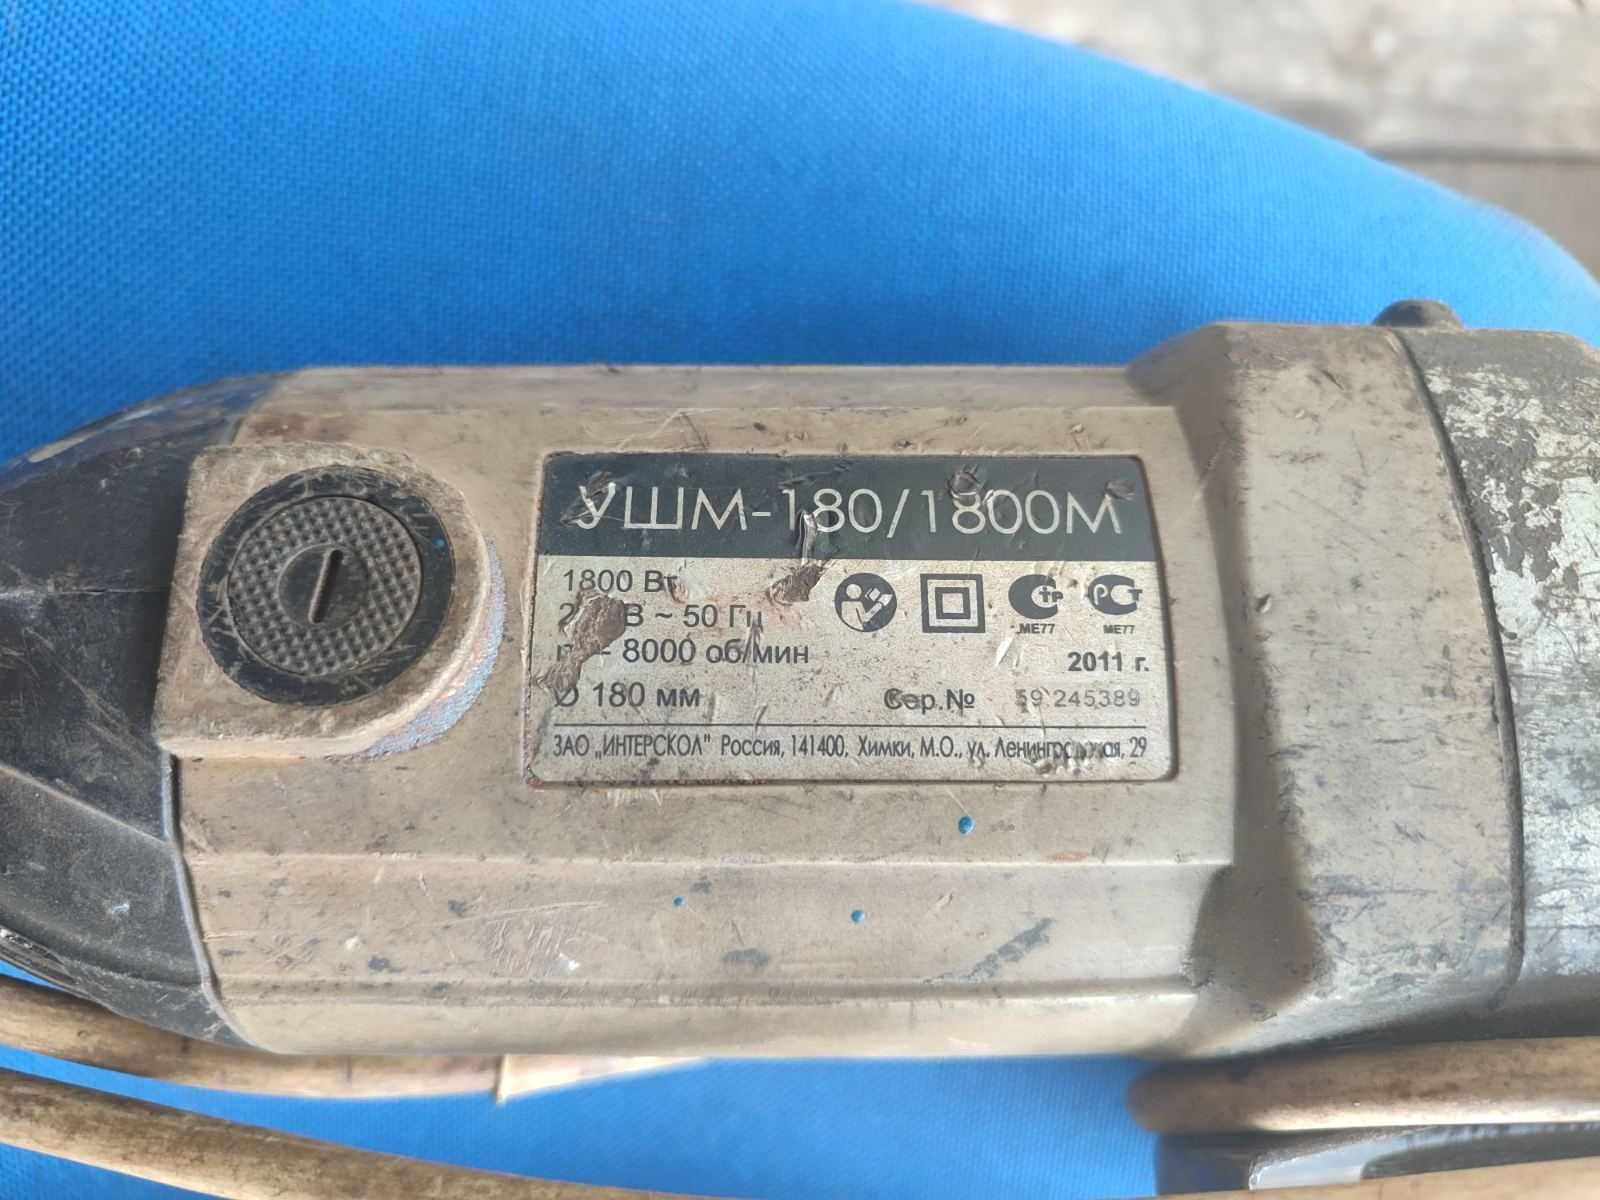 УШМ-180/1800М
1800 Вт
В ~ 50 Гц
8000 об/мин
Ø 180 мм
МЕ77 МЕ77
2011 г.
Сер.№ 59 245389
ЗАО „ИНТЕРСКОЛ" Россия, 141400, Химки, М.О., ул. Ленинградская, 29